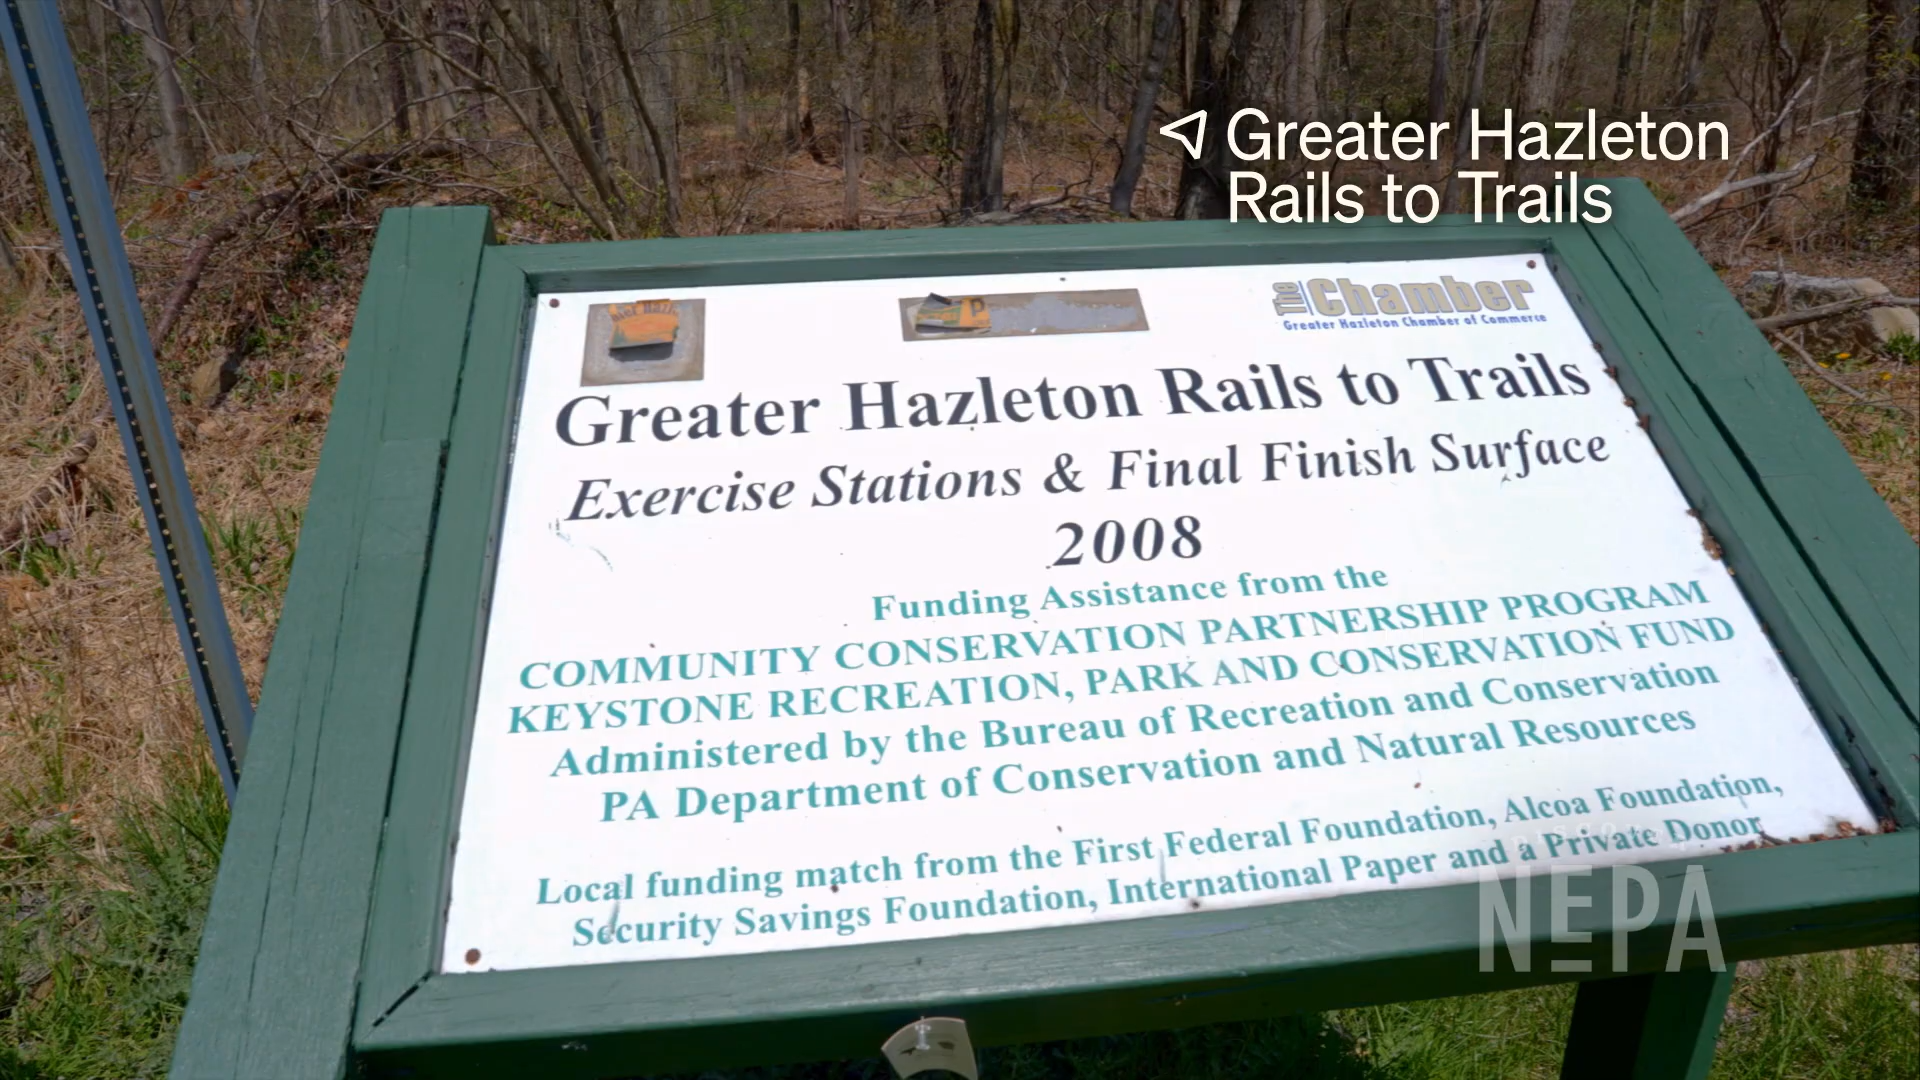 Greater Hazleton
Rails to Trails
The Chamber
Greater Hazleton Chamber of Commerce
Greater Hazleton Rails to Trails
Exercise Stations & Final Finish Surface
2008
Funding Assistance from the
COMMUNITY CONSERVATION PARTNERSHIP PROGRAM
KEYSTONE RECREATION, PARK AND CONSERVATION FUND
Administered by the Bureau of Recreation and Conservation
PA Department of Conservation and Natural Resources
Local funding match from the First Federal Foundation, Alcoa Foundation,
Security Savings Foundation, International Paper and a Private Donor
NEPA